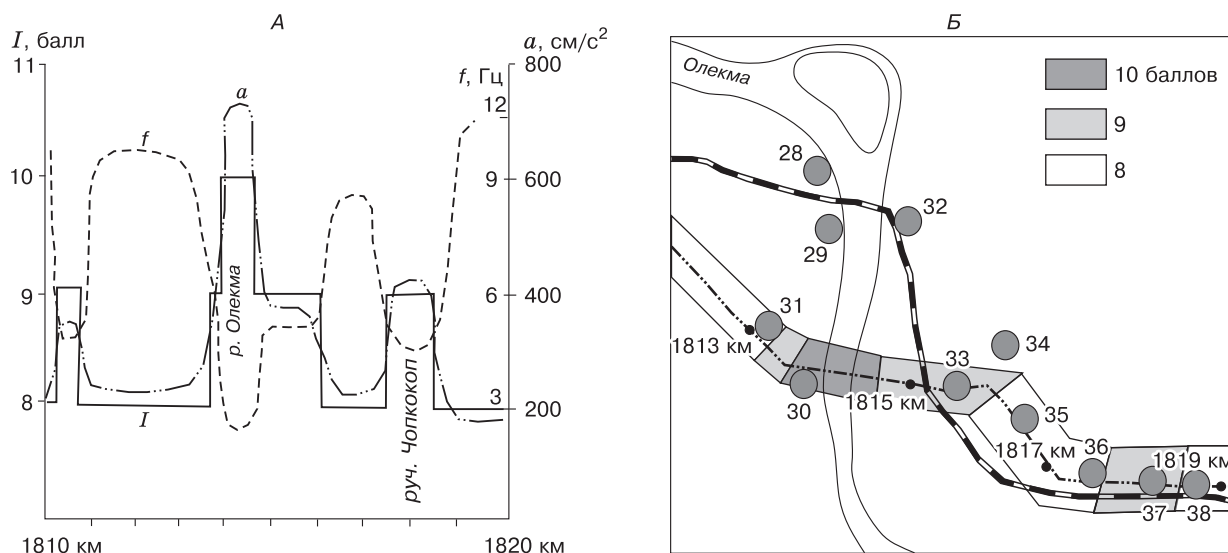 А
I, балл
a, см/с²
f, Гц
11
10
9
8
800
600
400
200
0
12
9
6
3
f
a
I
р. Олекма
руч. Чопкокоп
1810 км
1820 км
Б
Олекма
10 баллов
9
8
28
29
32
31
1813 км
30
1815 км
33
34
35
1817 км
36
1819 км
37
38